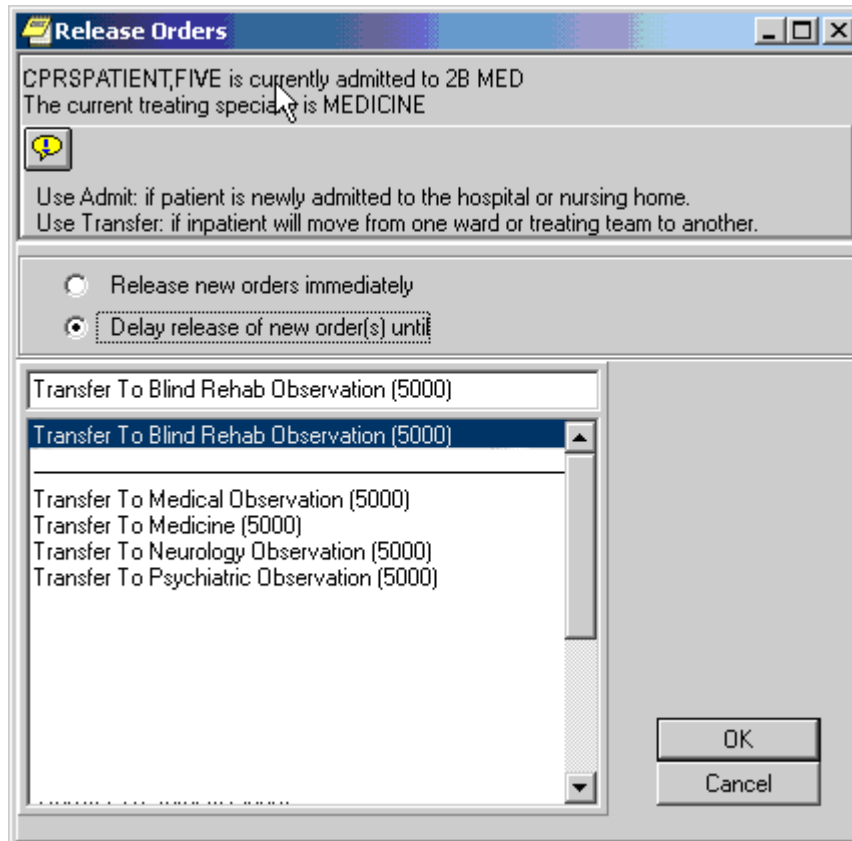 Release Orders
CPRSPATIENT,FIVE is currently admitted to 2B MED
The current treating specialty is MEDICINE
Use Admit: if patient is newly admitted to the hospital or nursing home.
Use Transfer: if inpatient will move from one ward or treating team to another.
Release new orders immediately
Delay release of new order(s) until
Transfer To Blind Rehab Observation (5000)
Transfer To Blind Rehab Observation (5000)
Transfer To Medical Observation (5000)
Transfer To Medicine (5000)
Transfer To Neurology Observation (5000)
Transfer To Psychiatric Observation (5000)
OK
Cancel